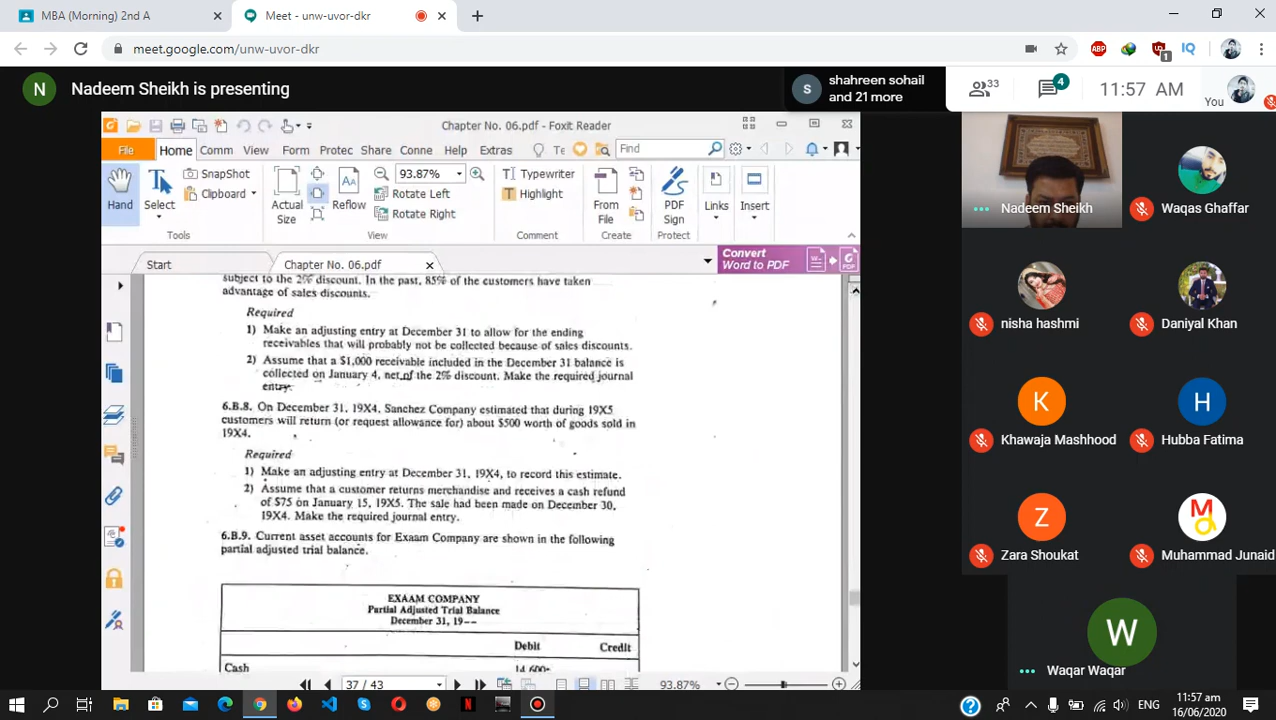 MBA (Morning) 2nd A
Meet - unw-uvor-dkr
meet.google.com/unw-uvor-dkr
ABP
1
IQ
N
Nadeem Sheikh is presenting
S
shahreen sohail
and 21 more
33
4
11:57 AM
You
Chapter No. 06.pdf - Foxit Reader
File
Home
Comm
View
Form
Protec
Share
Conne
Help
Extras
Te
Find
Hand
Select
SnapShot
Clipboard
Tools
Actual
Size
Reflow
93.87%
Rotate Left
Rotate Right
View
Typewriter
Highlight
Comment
From
File
Create
PDF
Sign
Protect
Links
Insert
Start
Chapter No. 06.pdf
Convert
Word to PDF
subject to the 2% discount. In the past, 85% of the customers have taken
advantage of sales discounts.
Required
1) Make an adjusting entry at December 31 to allow for the ending
receivables that will probably not be collected because of sales discounts.
2) Assume that a $1,000 receivable included in the December 31 balance is
collected on January 4, net of the 2% discount. Make the required journal
entry.
6.B.8. On December 31, 19X4, Sanchez Company estimated that during 19X5
customers will return (or request allowance for) about $500 worth of goods sold in
19X4.
Required
1) Make an adjusting entry at December 31, 19X4, to record this estimate.
2) Assume that a customer returns merchandise and receives a cash refund
of $75 on January 15, 19X5. The sale had been made on December 30,
19X4. Make the required journal entry.
6.B.9. Current asset accounts for Exaam Company are shown in the following
partial adjusted trial balance.
EXAAM COMPANY
Partial Adjusted Trial Balance
December 31, 19--
Debit
Credit
Cash
14,600
37 / 43
93.87%
Nadeem Sheikh
Waqas Ghaffar
nisha hashmi
Daniyal Khan
K
Khawaja Mashhood
H
Hubba Fatima
Z
Zara Shoukat
Muhammad Junaid
W
Waqar Waqar
ENG
11:57 am
16/06/2020